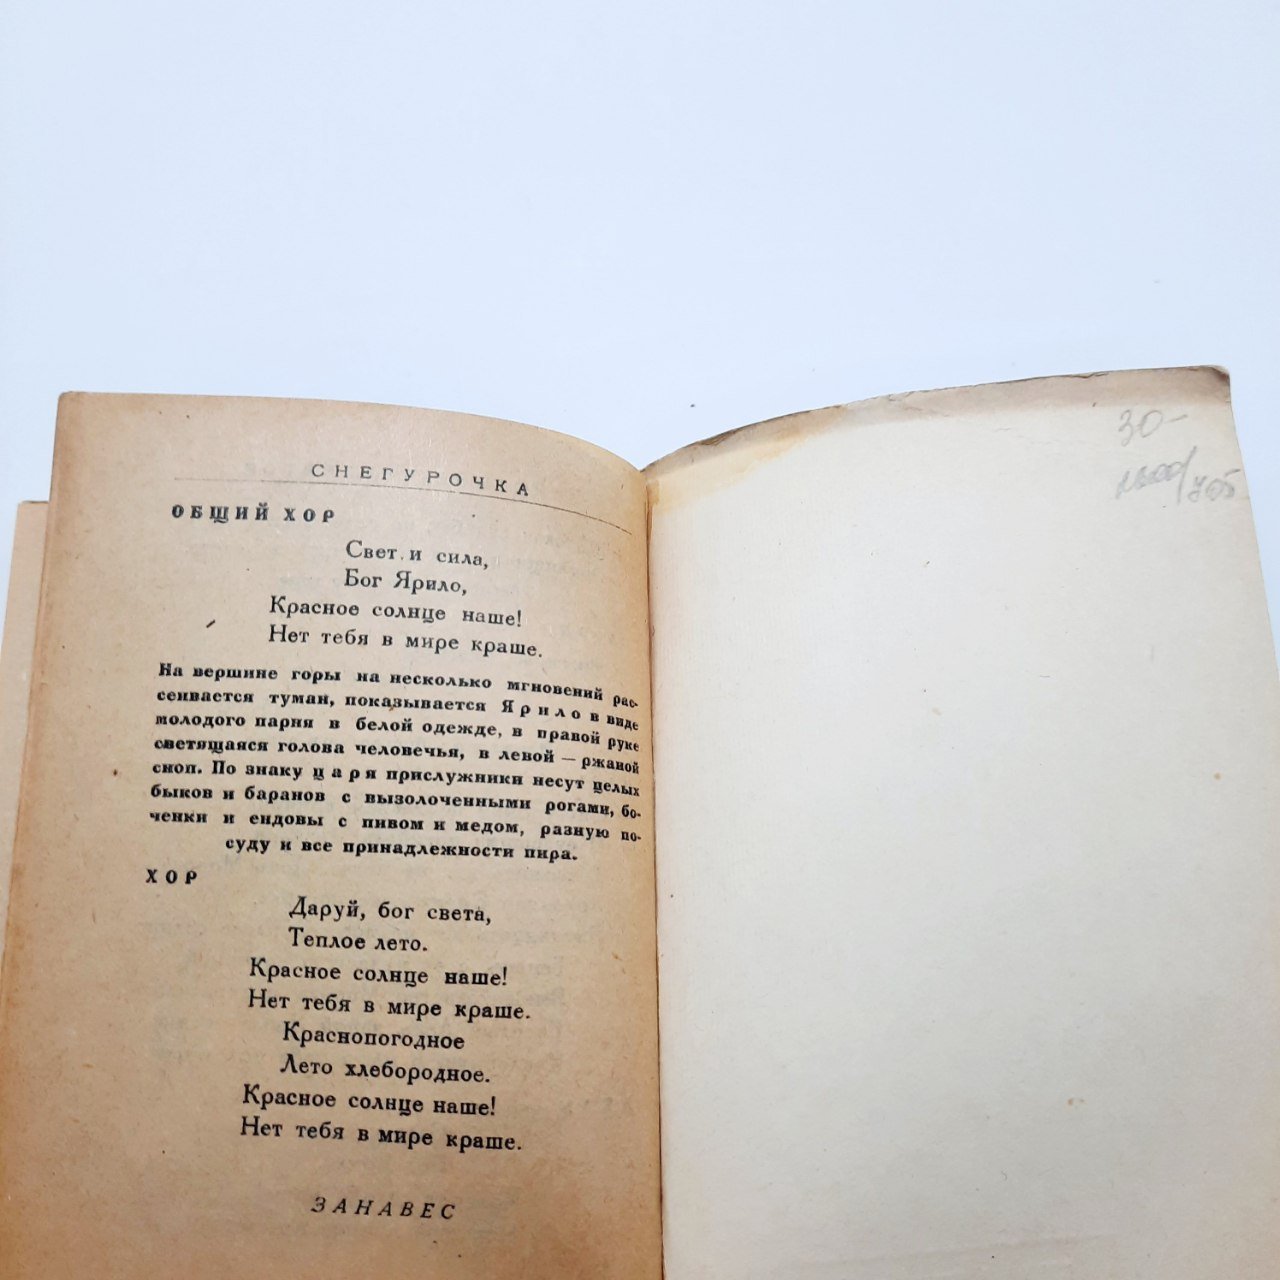 СНЕГУРОЧКА
ОБЩИЙ ХОР
Свет и сила,
Бог Ярило,
Красное солнце наше!
Нет тебя в мире краше.
На вершине горы на несколько мгновений рас-
сеивается туман, показывается Ярило в виде
молодого парня в белой одежде, в правой руке
светящаяся голова человечья, в левой — ржаной
сноп. По знаку царя прислужники несут целых
быков и баранов с вызолоченными рогами, бо-
ченки и ендовы с пивом и медом, разную по-
суду и все принадлежности пира.
ХОР
Даруй, бог света,
Теплое лето.
Красное солнце наше!
Нет тебя в мире краше.
Краснопогодное
Лето хлебородное.
Красное солнце наше!
Нет тебя в мире краше.
ЗАНАВЕС
30-